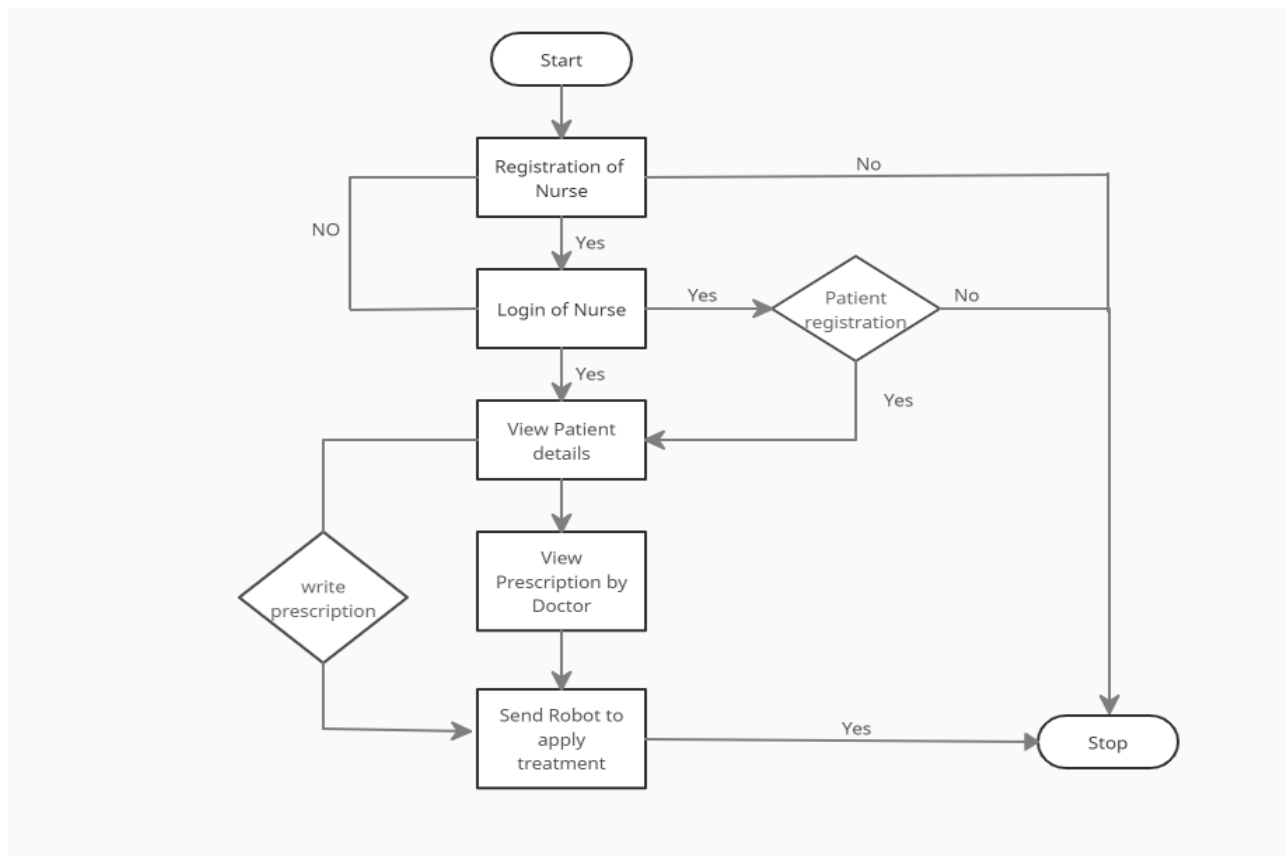 Start
Registration of
Nurse
No
NO
Yes
Login of Nurse
Yes
Patient
registration
No
Yes
Yes
View Patient
details
View
Prescription by
Doctor
write
prescription
Send Robot to
apply
treatment
Yes
Stop